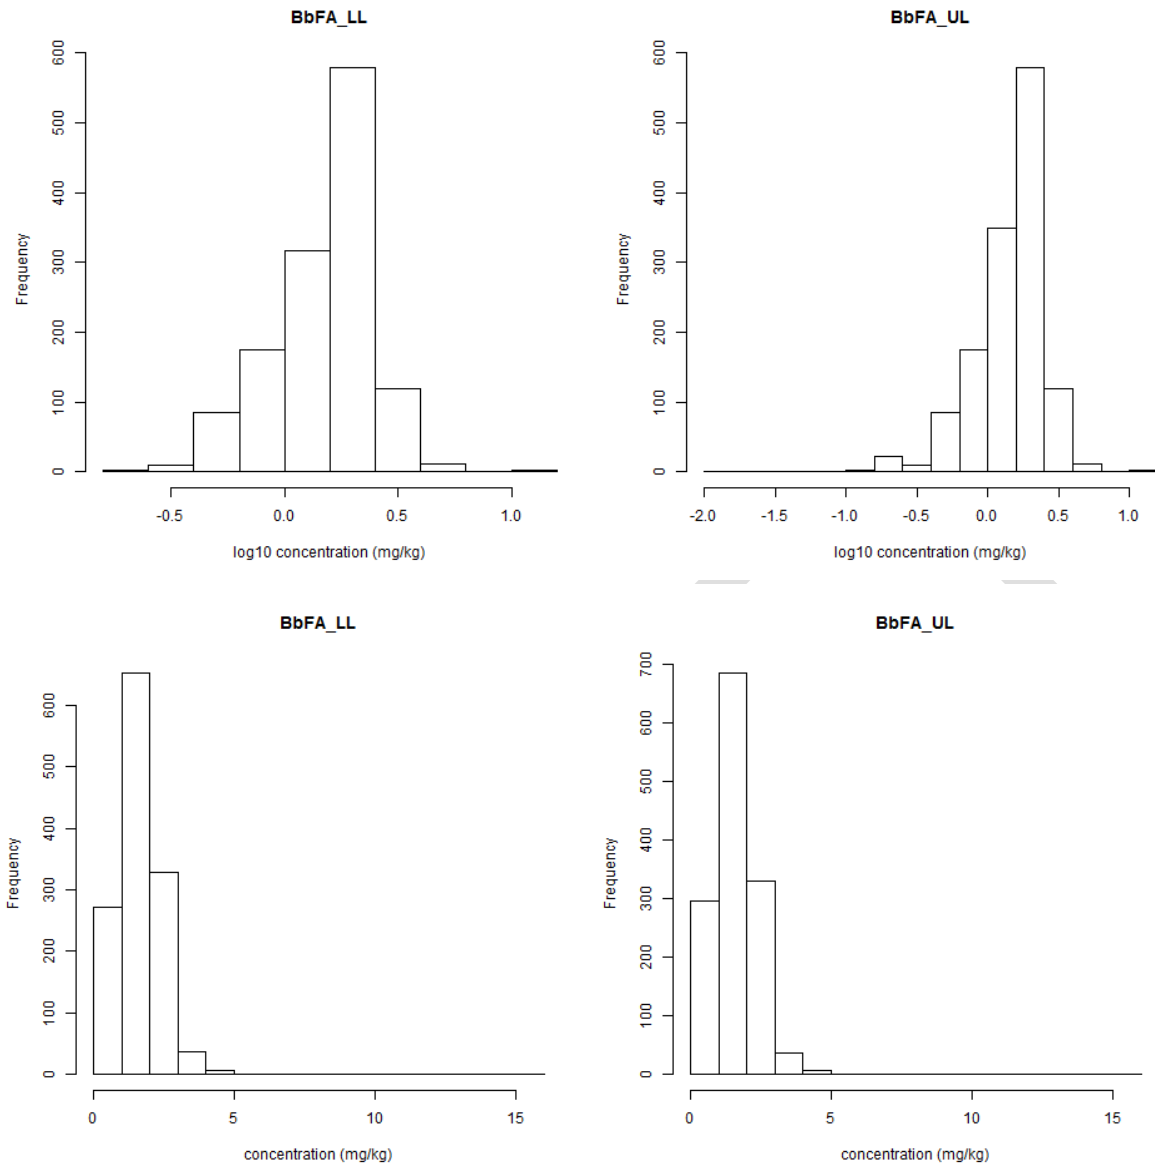 BbFA_LL
Frequency
0 100 200 300 400 500 600
-0.5 0.0 0.5 1.0
log10 concentration (mg/kg)
BbFA_UL
Frequency
0 100 200 300 400 500 600
-2.0 -1.5 -1.0 -0.5 0.0 0.5 1.0
log10 concentration (mg/kg)
BbFA_LL
Frequency
0 100 200 300 400 500 600
0 5 10 15
concentration (mg/kg)
BbFA_UL
Frequency
0 100 200 300 400 500 600 700
0 5 10 15
concentration (mg/kg)